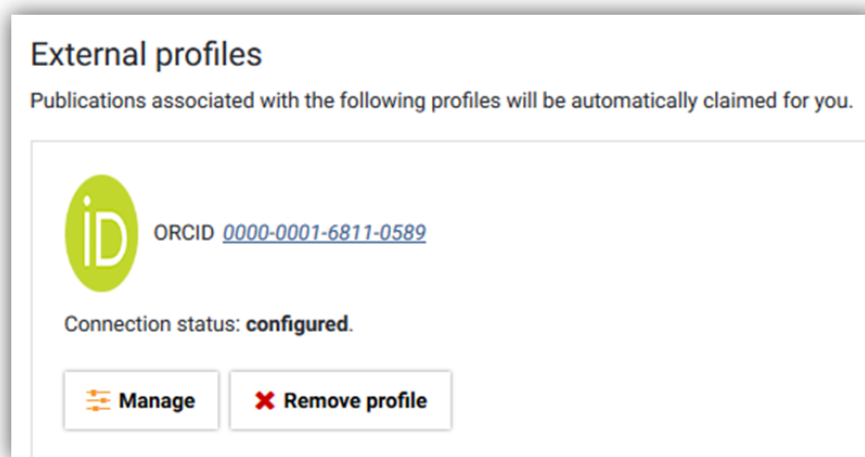 External profiles
Publications associated with the following profiles will be automatically claimed for you.
iD
ORCID 0000-0001-6811-0589
Connection status: configured.
Manage
Remove profile